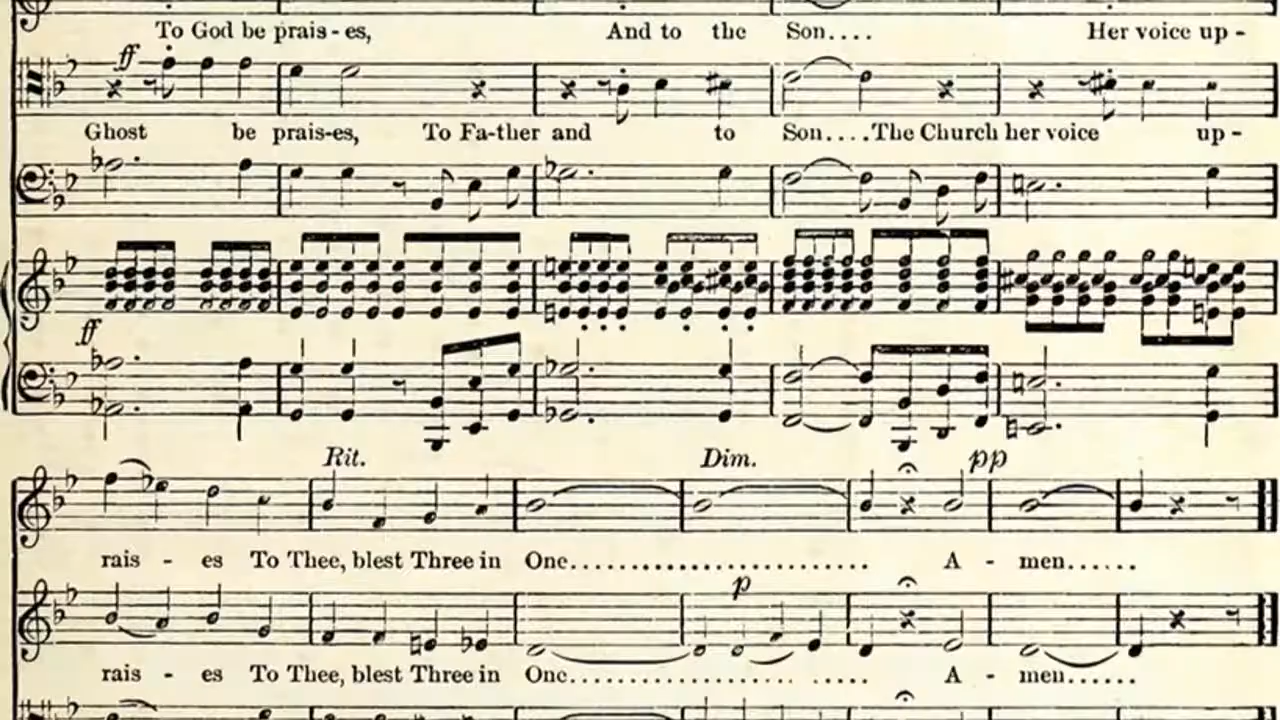 To God be prais - es, And to the Son.... Her voice up -
ff
Ghost be prais-es, To Fa-ther and to Son....The Church her voice up -
ff
Rit. Dim. pp
rais - es To Thee, blest Three in One.............................. A - men......
p
rais - es To Thee, blest Three in One.............................. A - men......